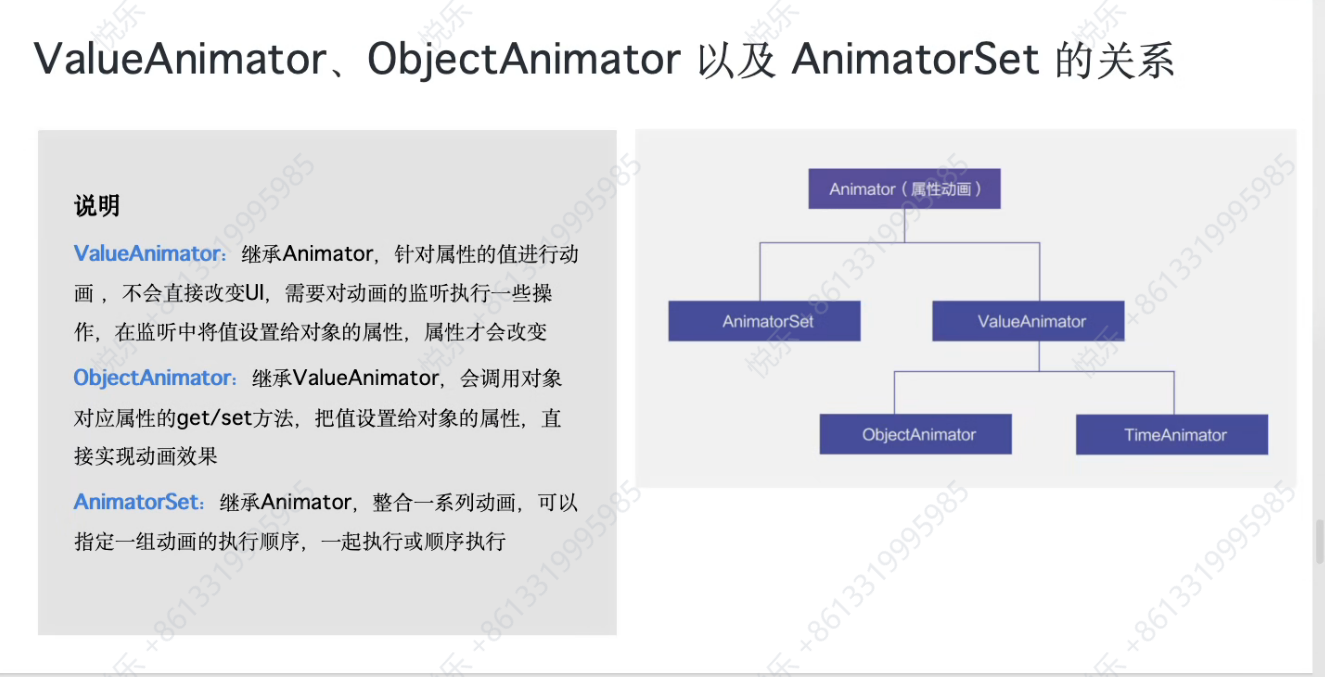 ValueAnimator、ObjectAnimator 以及 AnimatorSet 的关系
说明
ValueAnimator：继承Animator，针对属性的值进行动
画 ，不会直接改变UI，需要对动画的监听执行一些操
作，在监听中将值设置给对象的属性，属性才会改变
ObjectAnimator：继承ValueAnimator，会调用对象
对应属性的get/set方法，把值设置给对象的属性，直
接实现动画效果
AnimatorSet：继承Animator，整合一系列动画，可以
指定一组动画的执行顺序，一起执行或顺序执行
Animator（属性动画）
AnimatorSet
ValueAnimator
ObjectAnimator
TimeAnimator
悦乐 +8613319995985